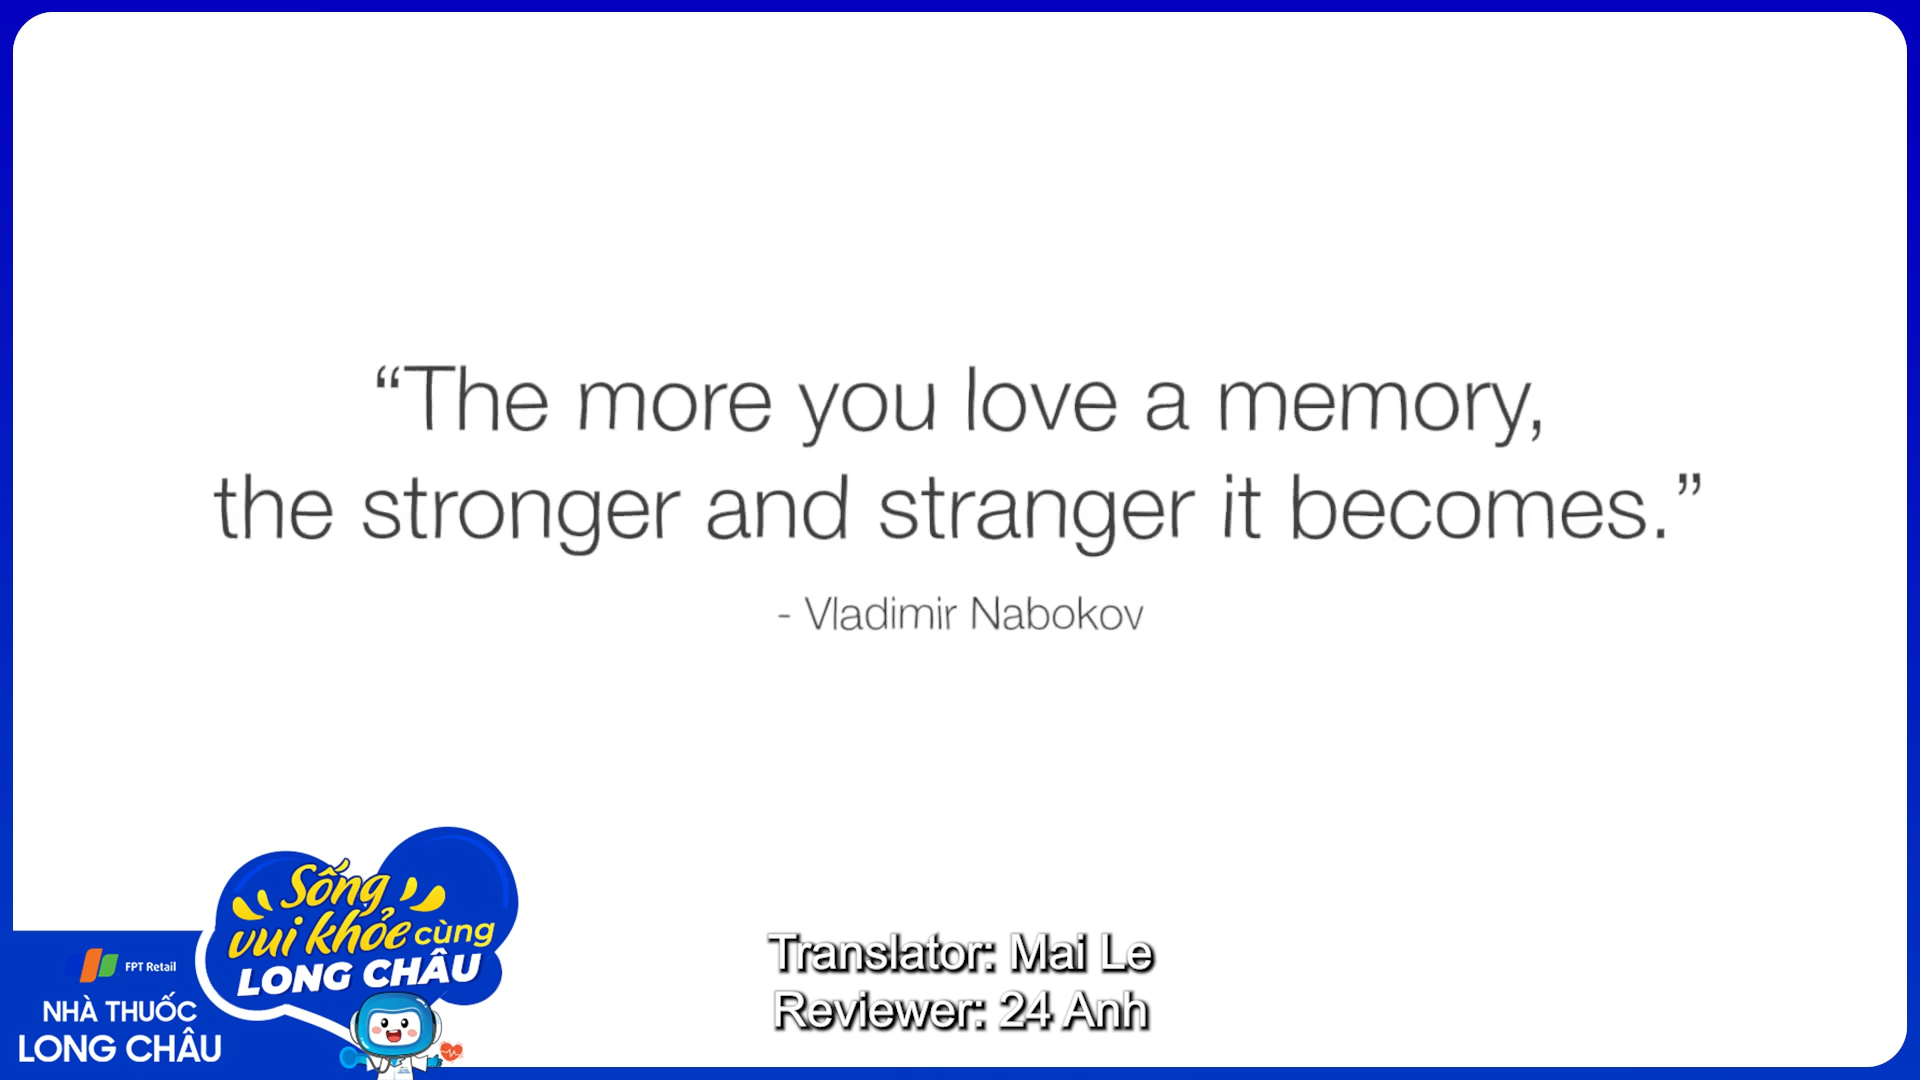 “The more you love a memory,
the stronger and stranger it becomes.”
- Vladimir Nabokov
Sống
vui khỏe cùng
LONG CHÂU
FPT Retail
NHÀ THUỐC
LONG CHÂU
Translator: Mai Le
Reviewer: 24 Anh